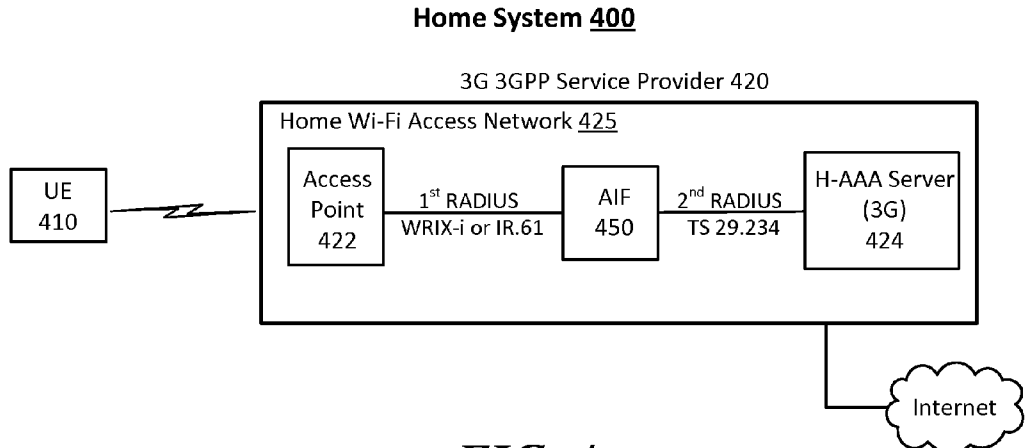 Home System 400
3G 3GPP Service Provider 420
Home Wi-Fi Access Network 425
UE
410
Access
Point
422
1st RADIUS
WRIX-i or IR.61
AIF
450
2nd RADIUS
TS 29.234
H-AAA Server
(3G)
424
Internet